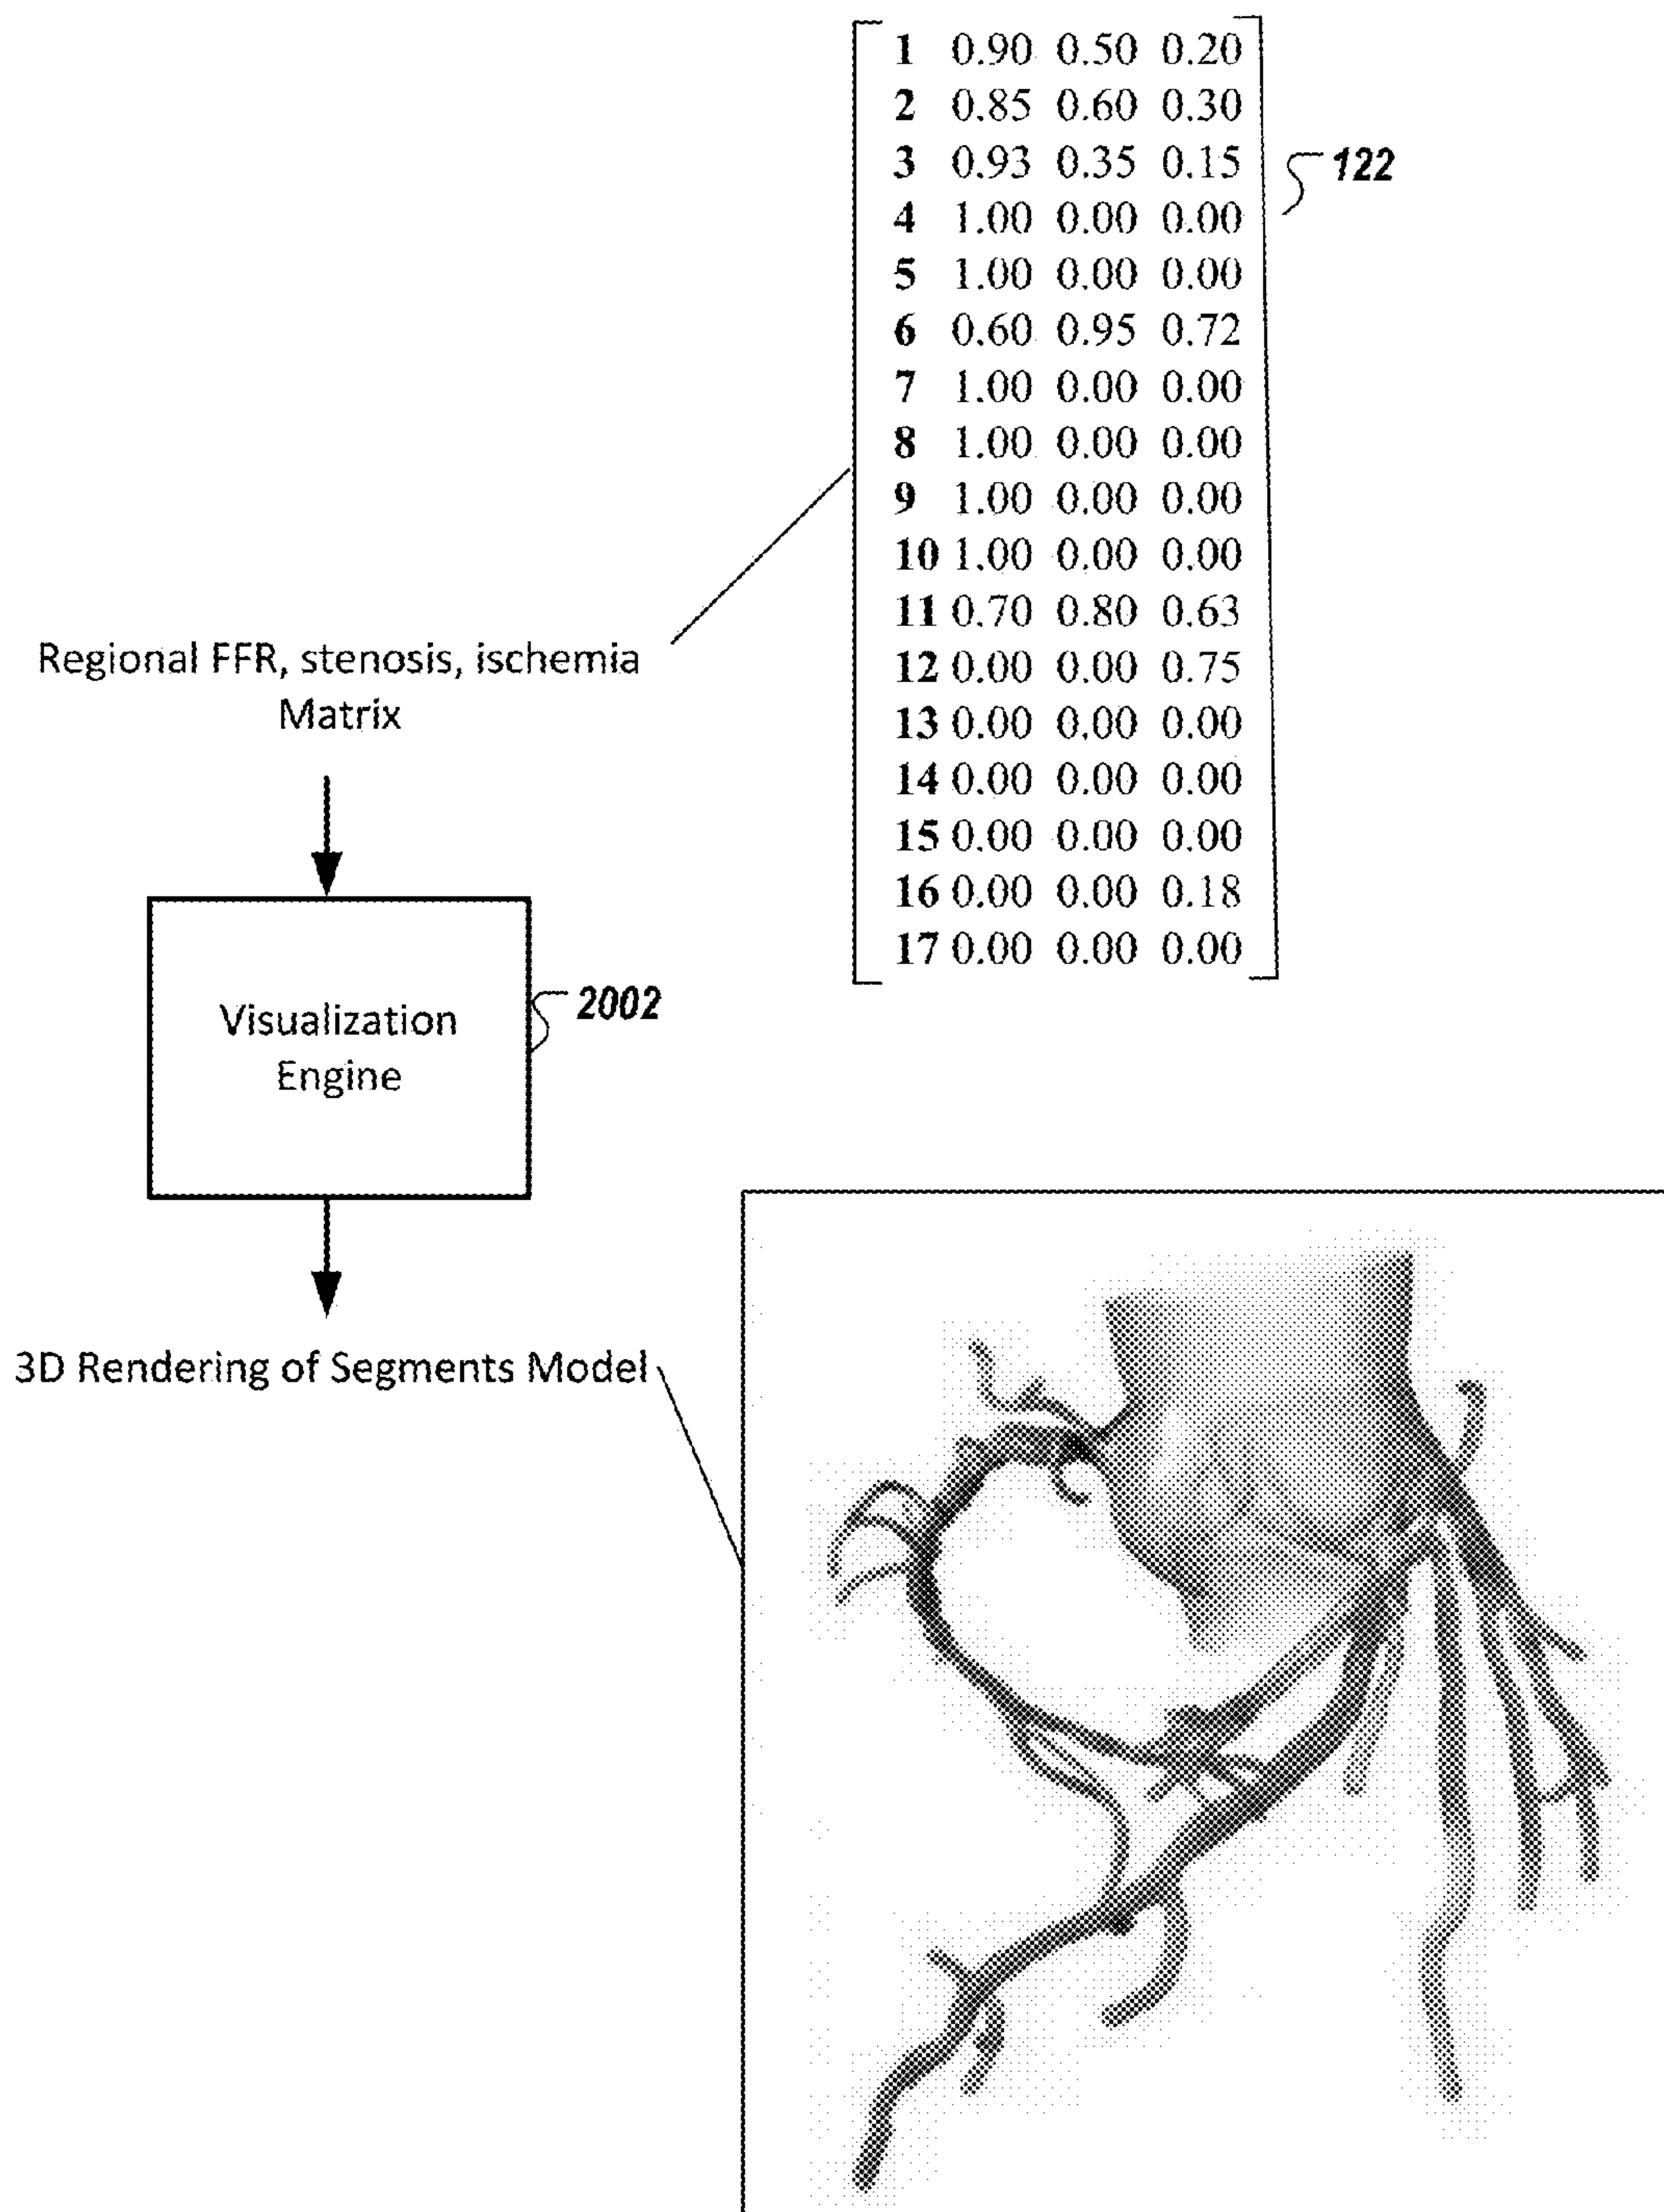 1 0.90 0.50 0.20
2 0.85 0.60 0.30
3 0.93 0.35 0.15
4 1.00 0.00 0.00
5 1.00 0.00 0.00
6 0.60 0.95 0.72
7 1.00 0.00 0.00
8 1.00 0.00 0.00
9 1.00 0.00 0.00
10 1.00 0.00 0.00
11 0.70 0.80 0.63
12 0.00 0.00 0.75
13 0.00 0.00 0.00
14 0.00 0.00 0.00
15 0.00 0.00 0.00
16 0.00 0.00 0.18
17 0.00 0.00 0.00
122
Regional FFR, stenosis, ischemia
Matrix
Visualization
Engine
2002
3D Rendering of Segments Model